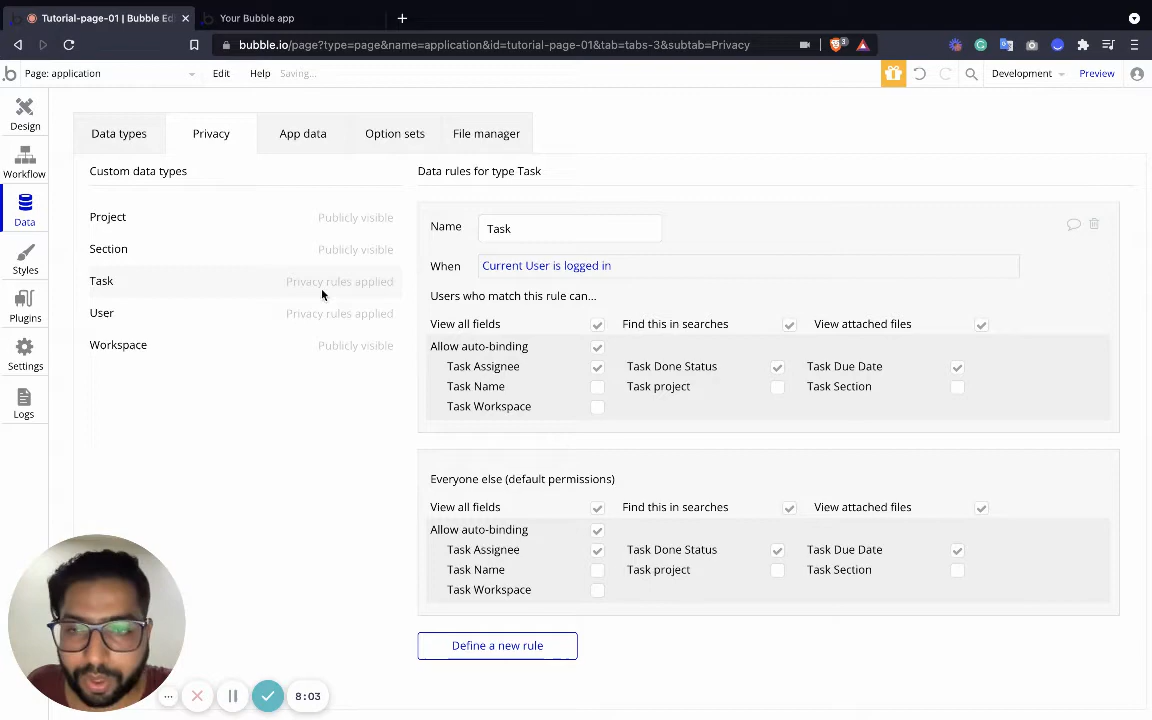 Tutorial-page-01 | Bubble Ed
Your Bubble app
bubble.io/page?type=page&name=application&id=tutorial-page-01&tab=tabs-3&subtab=Privacy
3
Page: application
Edit
Help
Saving...
Development
Preview
Design
Workflow
Data
Styles
Plugins
Settings
Logs
Data types
Privacy
App data
Option sets
File manager
Custom data types
Project Publicly visible
Section Publicly visible
Task Privacy rules applied
User Privacy rules applied
Workspace Publicly visible
Data rules for type Task
Name Task
When Current User is logged in
Users who match this rule can...
View all fields Find this in searches View attached files
Allow auto-binding
Task Assignee Task Done Status Task Due Date
Task Name Task project Task Section
Task Workspace
Everyone else (default permissions)
View all fields Find this in searches View attached files
Allow auto-binding
Task Assignee Task Done Status Task Due Date
Task Name Task project Task Section
Task Workspace
Define a new rule
8:03